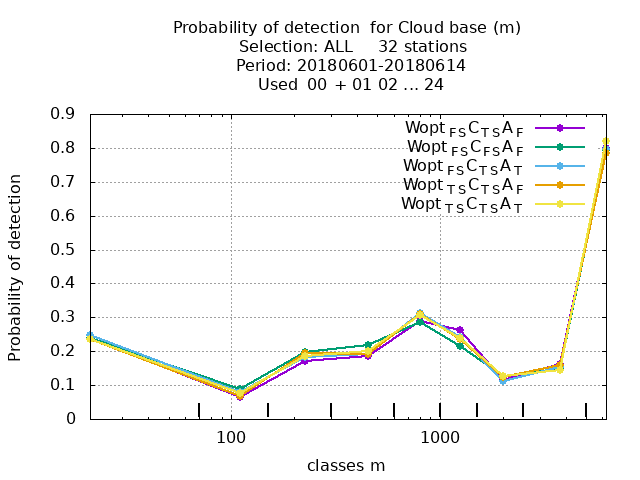 Probability of detection  for Cloud base (m)
Selection: ALL     32 stations
Period: 20180601-20180614
Used  00  + 01 02 ... 24
Probability of detection
0.9
0.8
0.7
0.6
0.5
0.4
0.3
0.2
0.1
0
Wopt FS C TS A F
Wopt FS C FS A F
Wopt FS C TS A T
Wopt TS C TS A F
Wopt TS C TS A T
100 1000
classes m